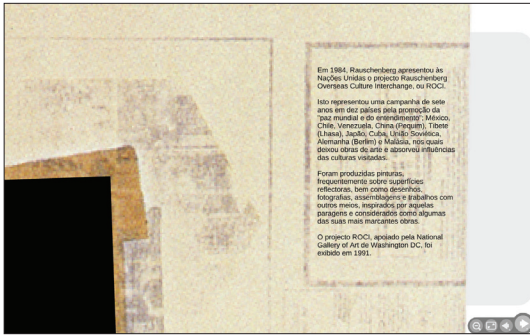 Em 1984, Rauschenberg apresentou às
Nações Unidas o projecto Rauschenberg
Overseas Culture Interchange, ou ROCI.
Isto representou uma campanha de sete
anos em dez países pela promoção da
"paz mundial e do entendimento": México,
Chile, Venezuela, China (Pequim), Tibete
(Lhasa), Japão, Cuba, União Soviética,
Alemanha (Berlim) e Malásia, nos quais
deixou obras de arte e absorveu influências
das culturas visitadas.
Foram produzidas pinturas,
frequentemente sobre superfícies
reflectoras, bem como desenhos,
fotografias, assemblagens e trabalhos com
outros meios, inspirados por aquelas
paragens e considerados como algumas
das suas mais marcantes obras.
O projecto ROCI, apoiado pela National
Gallery of Art de Washington DC, foi
exibido em 1991.